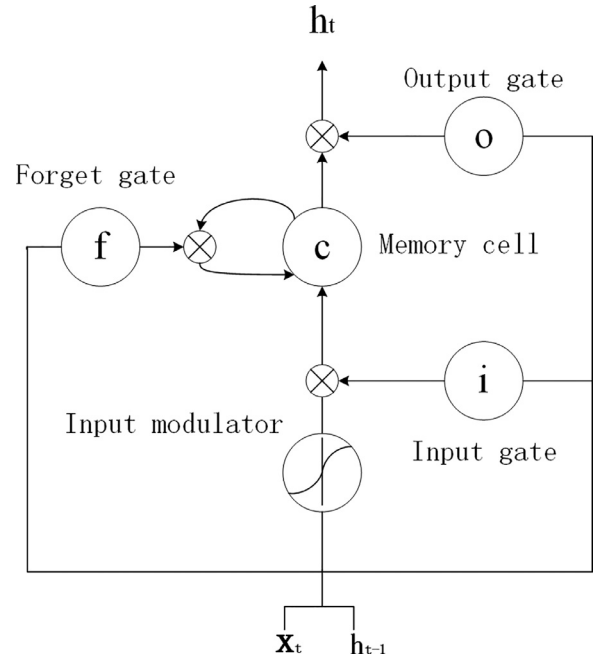 ht
Output gate
o
Forget gate
f
c
Memory cell
i
Input modulator
Input gate
xt
ht-1